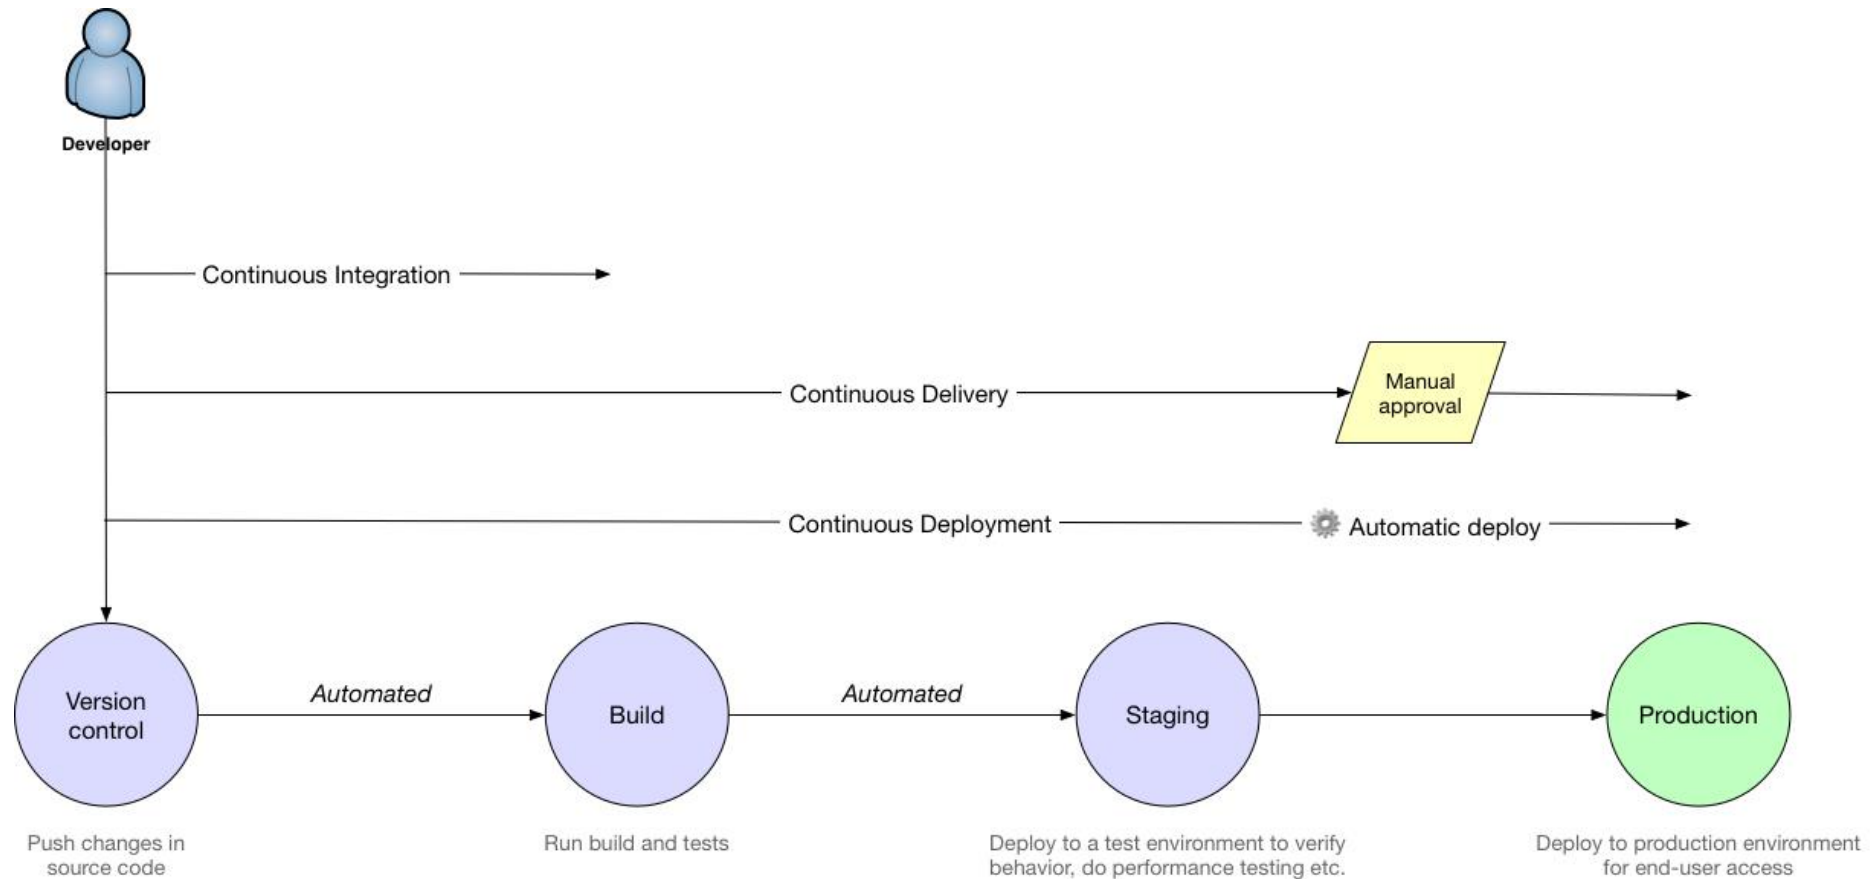 Developer
Continuous Integration
Continuous Delivery
Manual
approval
Continuous Deployment
Automatic deploy
Version
control
Automated
Build
Automated
Staging
Production
Push changes in
source code
Run build and tests
Deploy to a test environment to verify
behavior, do performance testing etc.
Deploy to production environment
for end-user access